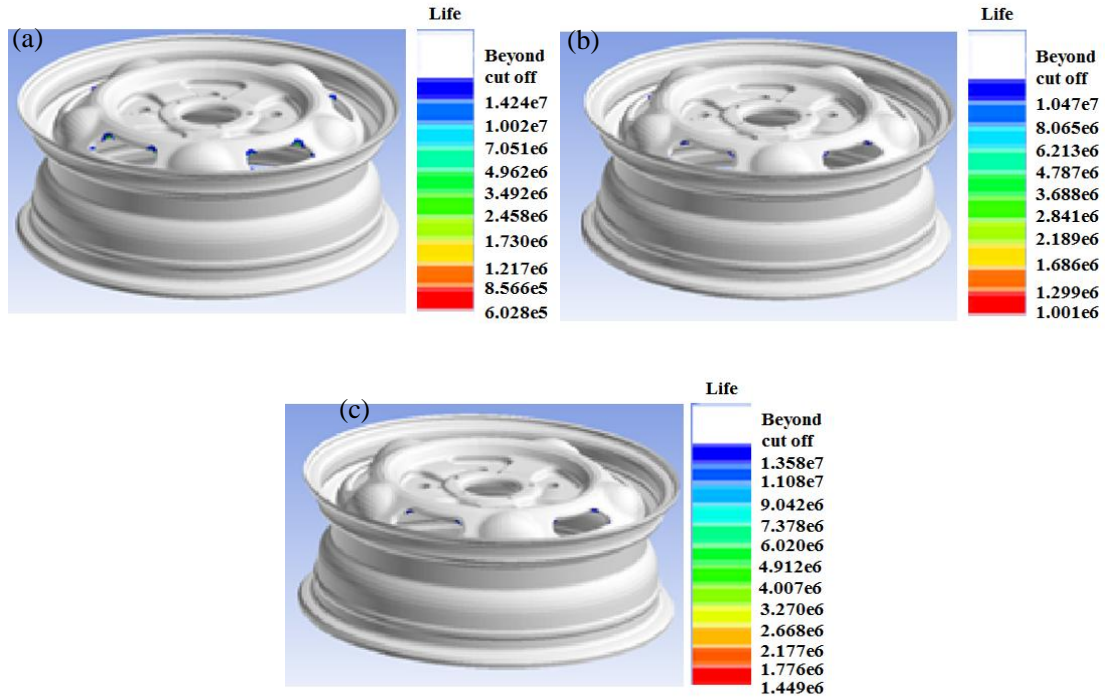 Life
(a)
Beyond
cut off
1.424e7
1.002e7
7.051e6
4.962e6
3.492e6
2.458e6
1.730e6
1.217e6
8.566e5
6.028e5
Life
(b)
Beyond
cut off
1.047e7
8.065e6
6.213e6
4.787e6
3.688e6
2.841e6
2.189e6
1.686e6
1.299e6
1.001e6
Life
(c)
Beyond
cut off
1.358e7
1.108e7
9.042e6
7.378e6
6.020e6
4.912e6
4.007e6
3.270e6
2.668e6
2.177e6
1.776e6
1.449e6